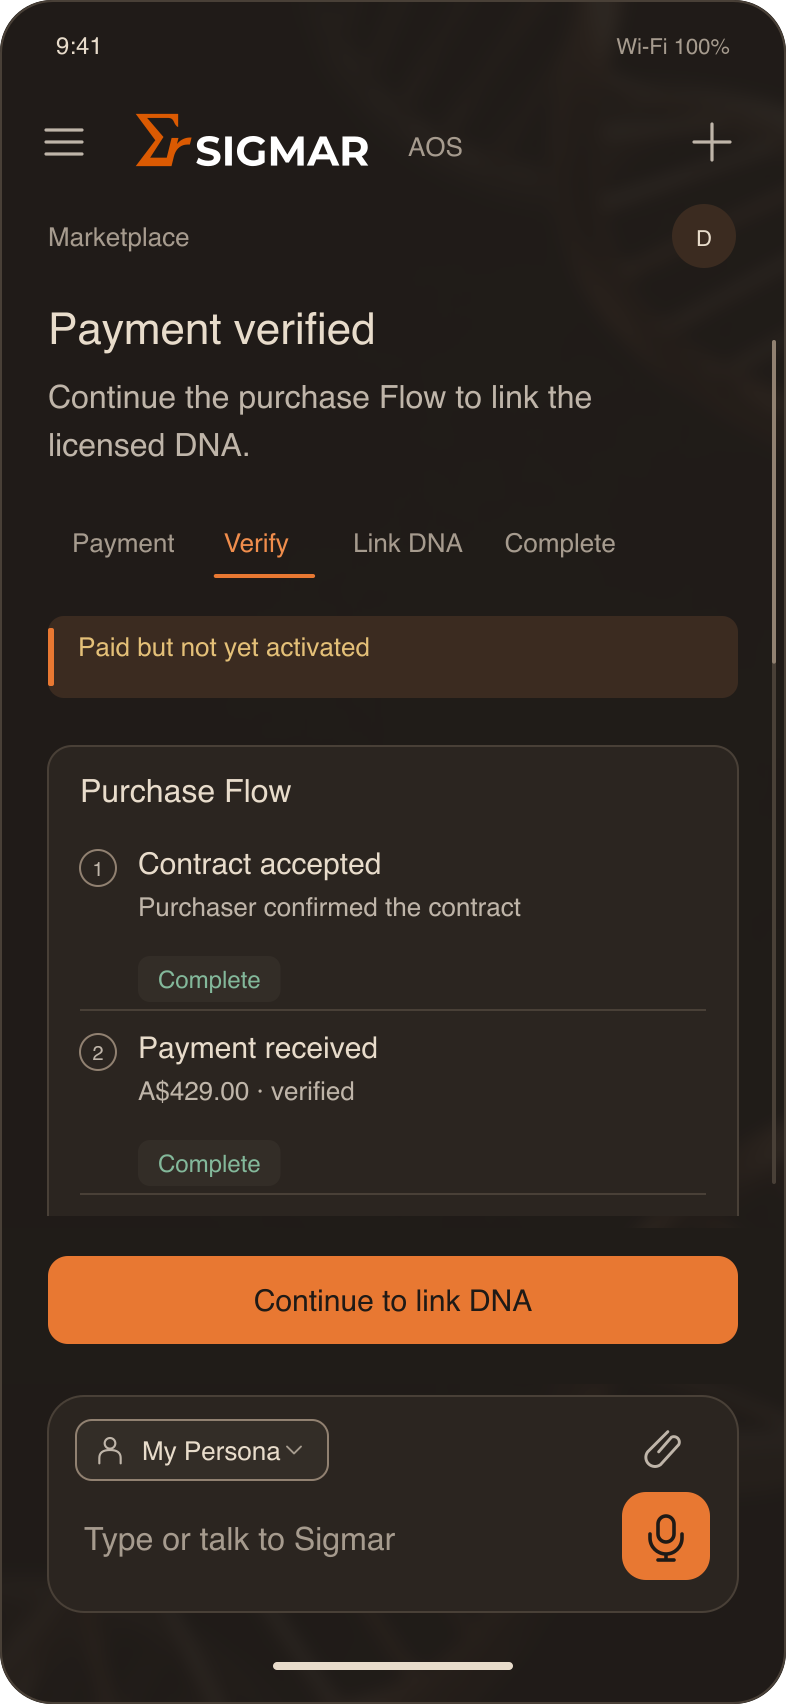 9:41
Wi-Fi 100%
Σr SIGMAR AOS
Marketplace
D
Payment verified
Continue the purchase Flow to link the
licensed DNA.
Payment Verify Link DNA Complete
Paid but not yet activated
Purchase Flow
1 Contract accepted
Purchaser confirmed the contract
Complete
2 Payment received
A$429.00 · verified
Complete
Continue to link DNA
My Persona
Type or talk to Sigmar